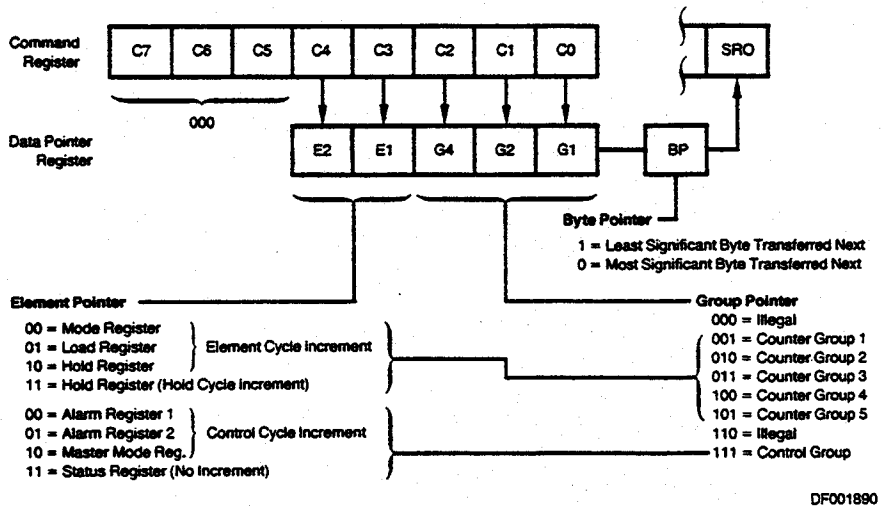 Command Register
C7 C6 C5 C4 C3 C2 C1 C0
SRO
000
Data Pointer Register
E2 E1 G4 G2 G1
BP
Byte Pointer
1 = Least Significant Byte Transferred Next
0 = Most Significant Byte Transferred Next
Element Pointer
00 = Mode Register
01 = Load Register
10 = Hold Register
Element Cycle Increment
11 = Hold Register (Hold Cycle Increment)
00 = Alarm Register 1
01 = Alarm Register 2
10 = Master Mode Reg.
Control Cycle Increment
11 = Status Register (No Increment)
Group Pointer
000 = Illegal
001 = Counter Group 1
010 = Counter Group 2
011 = Counter Group 3
100 = Counter Group 4
101 = Counter Group 5
110 = Illegal
111 = Control Group
DF001890